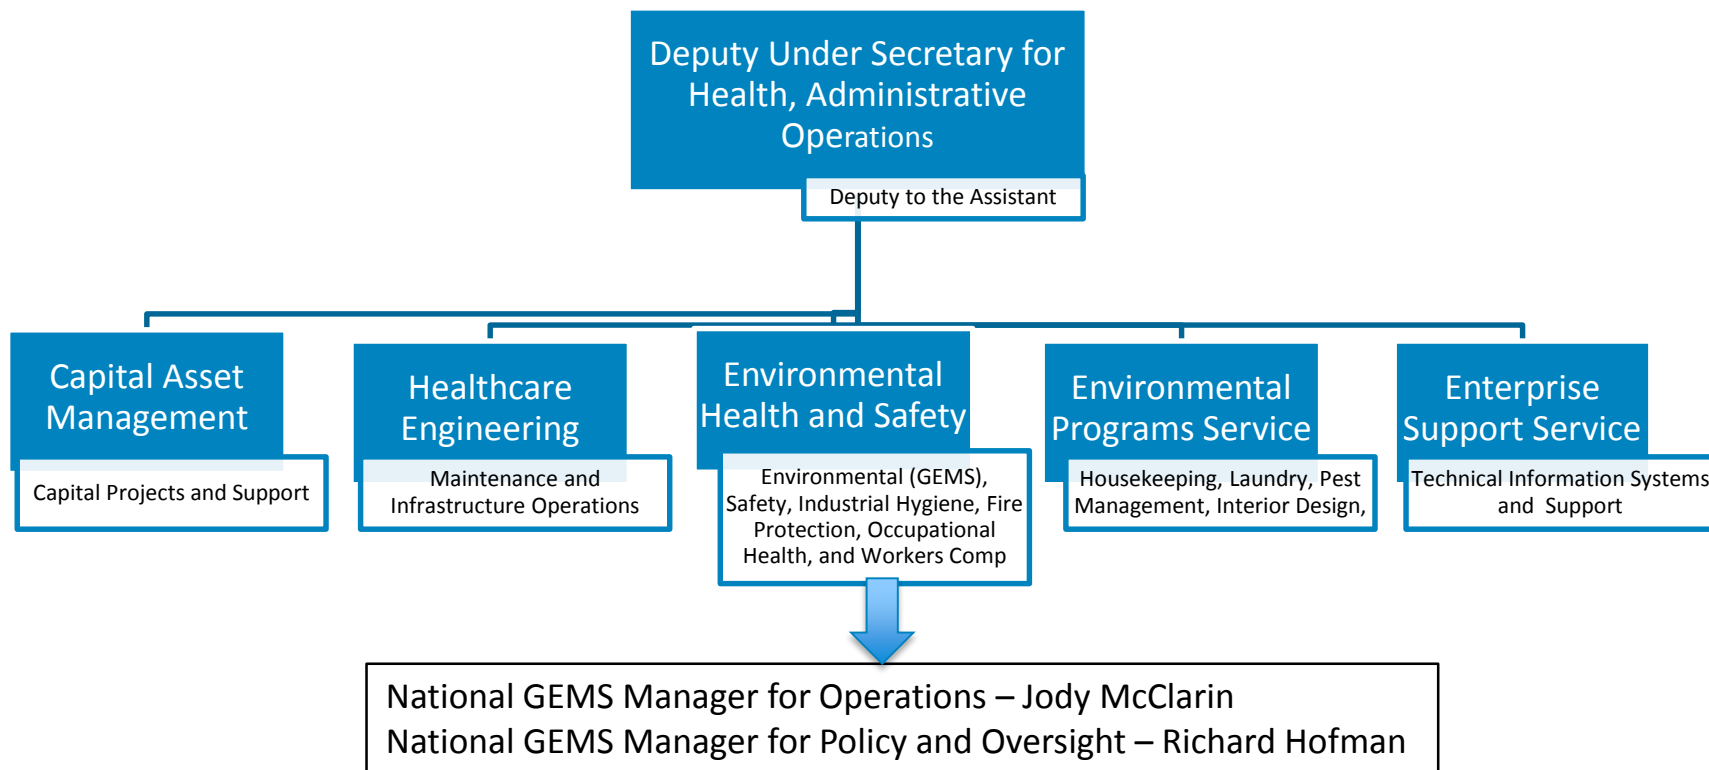 Deputy Under Secretary for
Health, Administrative
Operations
Deputy to the Assistant
Capital Asset
Management
Capital Projects and Support
Healthcare
Engineering
Maintenance and
Infrastructure Operations
Environmental
Health and Safety
Environmental (GEMS),
Safety, Industrial Hygiene, Fire
Protection, Occupational
Health, and Workers Comp
Environmental
Programs Service
Housekeeping, Laundry, Pest
Management, Interior Design,
Enterprise
Support Service
Technical Information Systems
and Support
National GEMS Manager for Operations – Jody McClarin
National GEMS Manager for Policy and Oversight – Richard Hofman